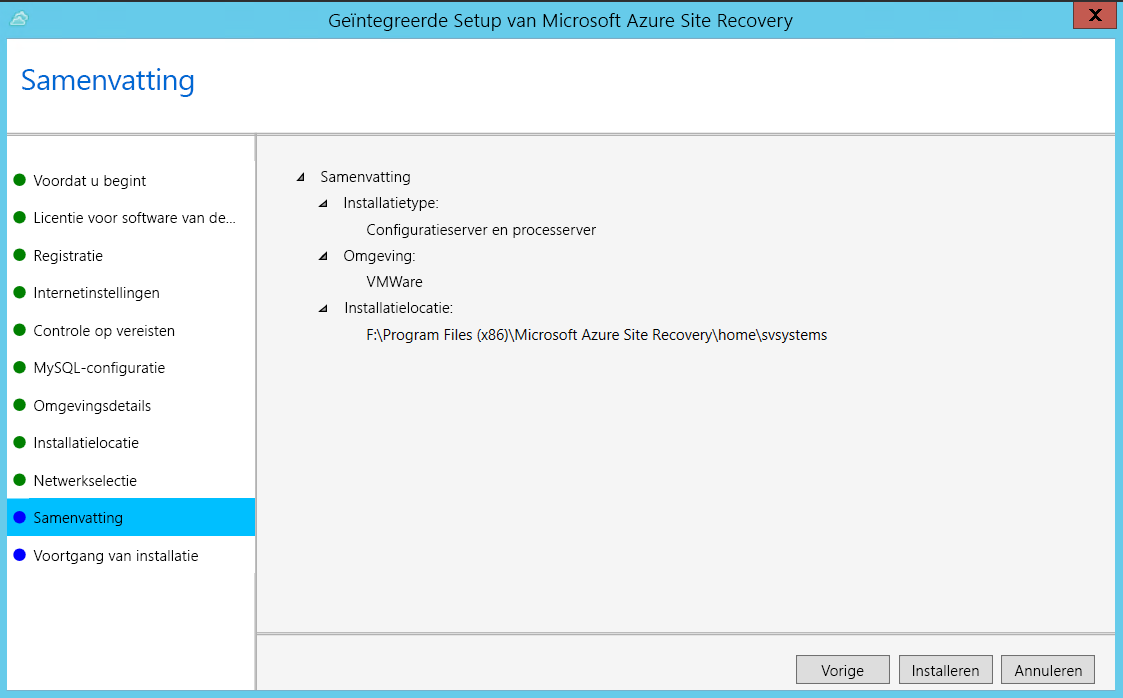 Geïntegreerde Setup van Microsoft Azure Site Recovery
X
Samenvatting
Voordat u begint
Licentie voor software van de...
Registratie
Internetinstellingen
Controle op vereisten
MySQL-configuratie
Omgevingsdetails
Installatielocatie
Netwerkselectie
Samenvatting
Voortgang van installatie
Samenvatting
Installatietype:
Configuratieserver en processerver
Omgeving:
VMWare
Installatielocatie:
F:\Program Files (x86)\Microsoft Azure Site Recovery\home\svsystems
Vorige
Installeren
Annuleren